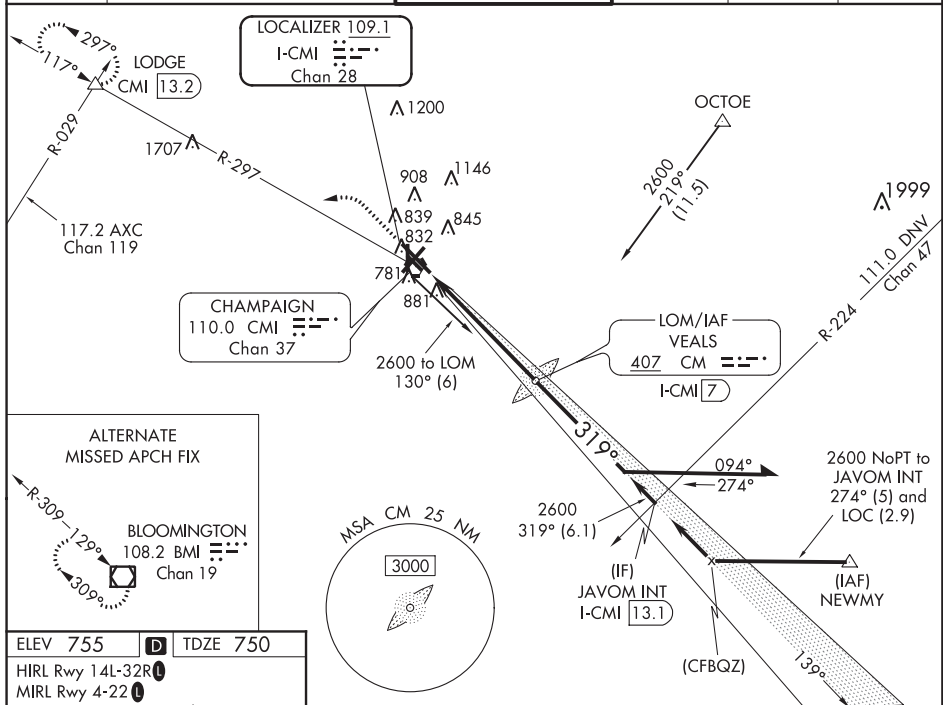 LOCALIZER 109.1
I-CMI
Chan 28
297°
117°
LODGE
CMI 13.2
R-029
1707
R-297
117.2 AXC
Chan 119
1200
908
1146
839
845
832
781
881
OCTOE
2600
219°
(11.5)
1999
111.0 DNV
Chan 47
R-224
CHAMPAIGN
110.0 CMI
Chan 37
2600 to LOM
130° (6)
LOM/IAF
VEALS
407 CM
I-CMI 7
319°
094°
274°
2600 NoPT to
JAVOM INT
274° (5) and
LOC (2.9)
2600
319° (6.1)
(IF)
JAVOM INT
I-CMI 13.1
(IAF)
NEWMY
(CFBQZ)
139°
ALTERNATE
MISSED APCH FIX
R-309
129°
309°
BLOOMINGTON
108.2 BMI
Chan 19
MSA CM 25 NM
3000
ELEV 755 D TDZE 750
HIRL Rwy 14L-32R L
MIRL Rwy 4-22 L